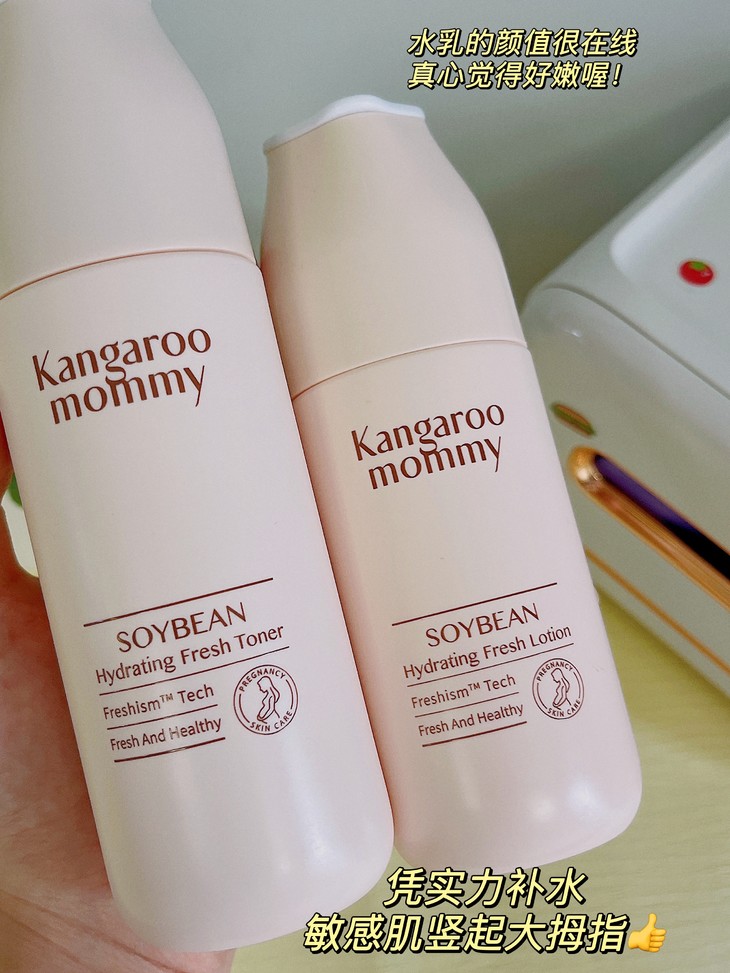 水乳的颜值很在线
真心觉得好嫩喔！
Kangaroo
mommy
SOYBEAN
Hydrating Fresh Toner
Freshism™ Tech
Fresh And Healthy
PREGNANCY
SKIN CARE
Kangaroo
mommy
SOYBEAN
Hydrating Fresh Lotion
Freshism™ Tech
Fresh And Healthy
PREGNANCY
SKIN CARE
凭实力补水
敏感肌竖起大拇指👍